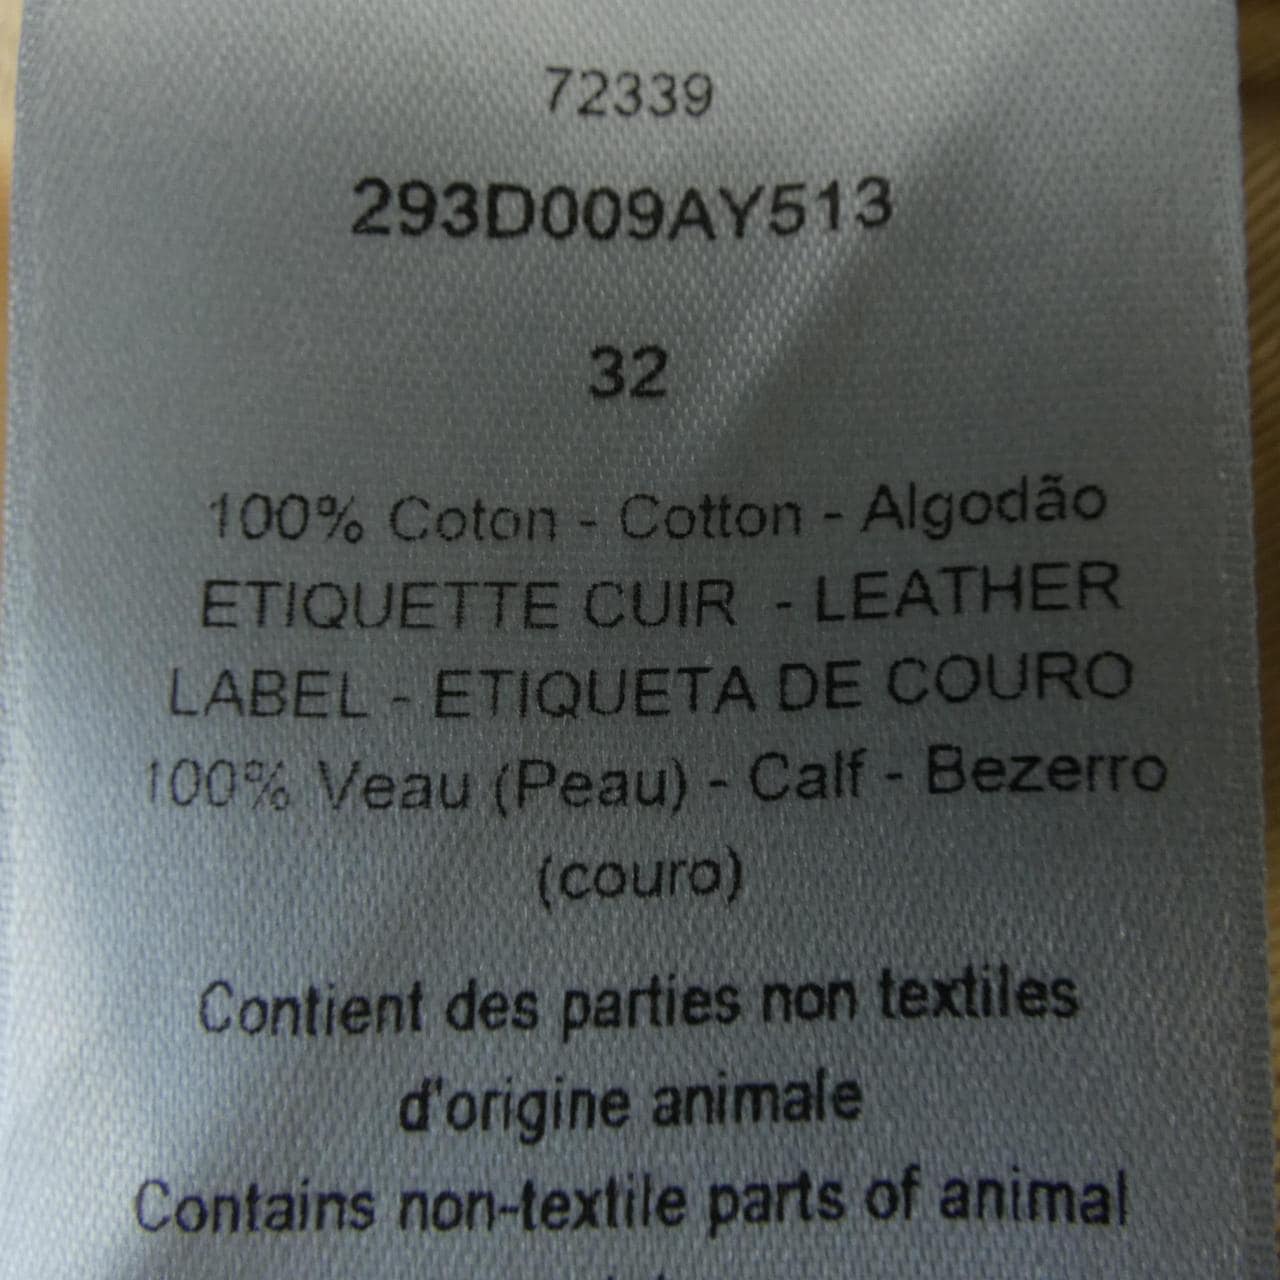 72339
293D009AY513
32
100% Coton - Cotton - Algodão
ETIQUETTE CUIR - LEATHER
LABEL - ETIQUETA DE COURO
100% Veau (Peau) - Calf - Bezerro
(couro)
Contient des parties non textiles
d'origine animale
Contains non-textile parts of animal